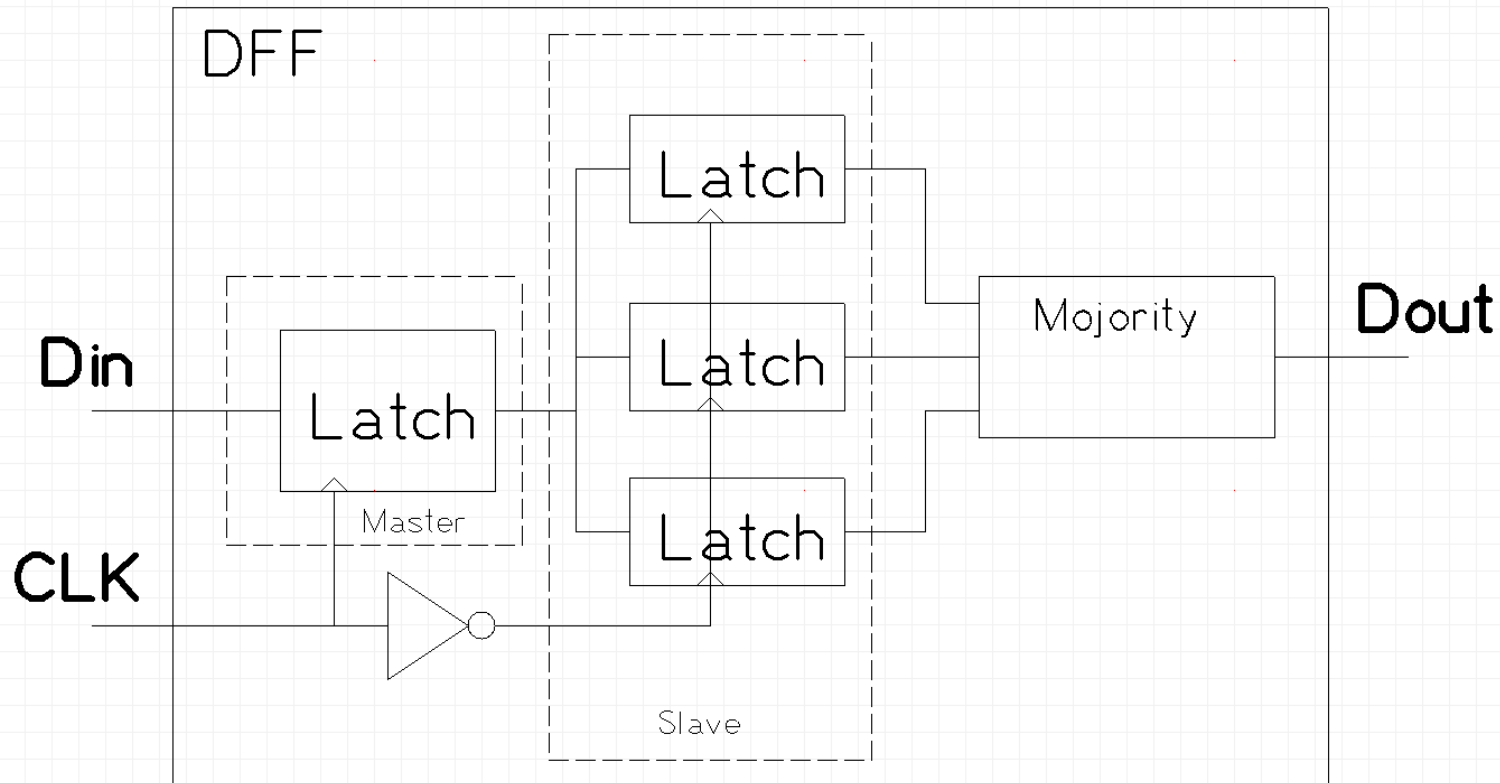 DFF
Latch
Mojority
Dout
Latch
Din
Latch
Master
Latch
CLK
Slave